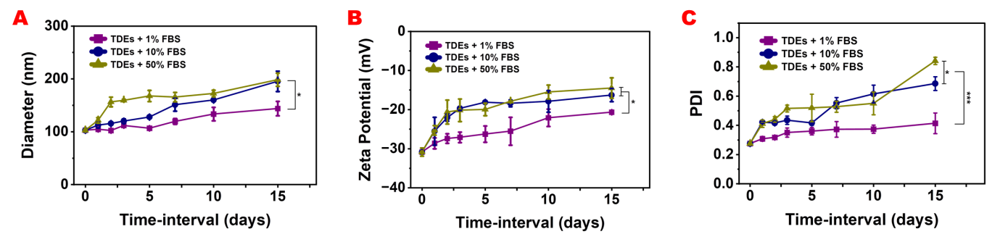 A
300
200
100
0
Diameter (nm)
TDEs + 1% FBS
TDEs + 10% FBS
TDEs + 50% FBS
*
0
5
10
15
Time-interval (days)
B
0
−10
−20
−30
−40
Zeta Potential (mV)
TDEs + 1% FBS
TDEs + 10% FBS
TDEs + 50% FBS
*
0
5
10
15
Time-interval (days)
C
1.0
0.8
0.6
0.4
0.2
0.0
PDI
TDEs + 1% FBS
TDEs + 10% FBS
TDEs + 50% FBS
*
***
0
5
10
15
Time-interval (days)